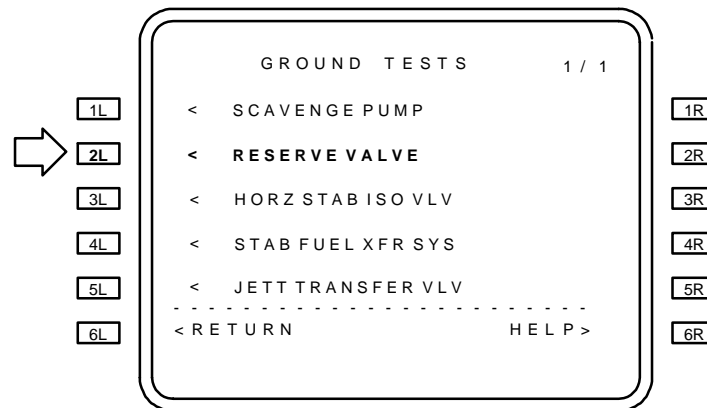 GROUND TESTS 1 / 1
1L < SCAVENGE PUMP 1R
2L < RESERVE VALVE 2R
3L < HORZ STAB ISO VLV 3R
4L < STAB FUEL XFR SYS 4R
5L < JETT TRANSFER VLV 5R
6L <RETURN HELP> 6R